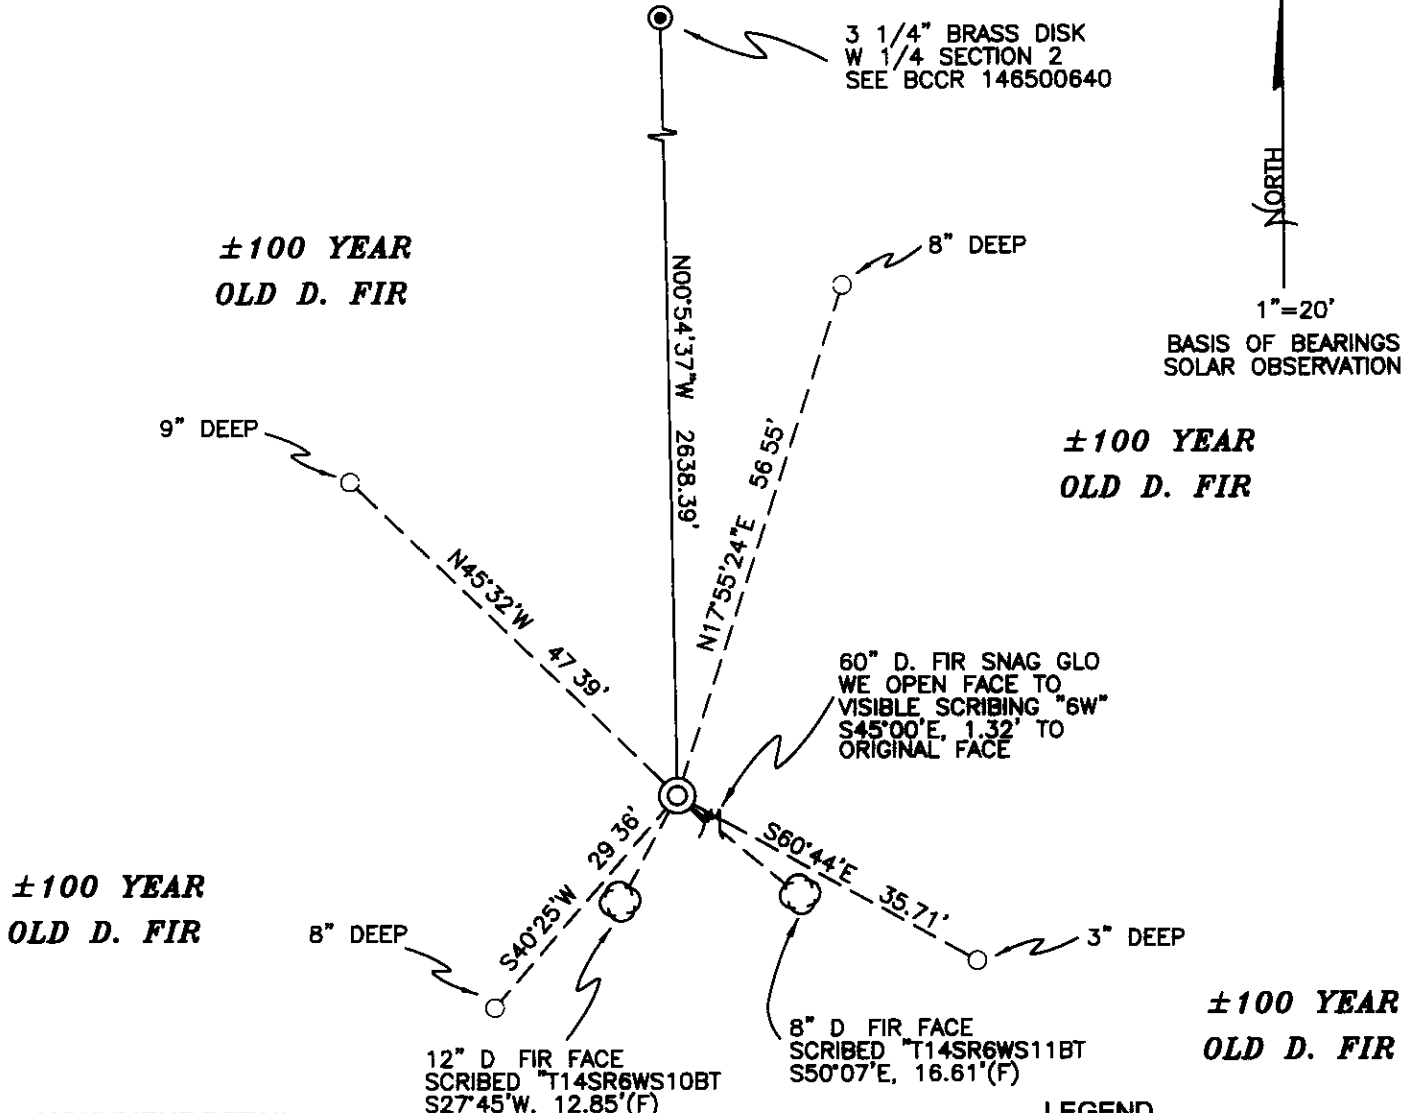 3 1/4" BRASS DISK
W 1/4 SECTION 2
SEE BCCR 146500640
NORTH
1"=20'
BASIS OF BEARINGS
SOLAR OBSERVATION
±100 YEAR
OLD D. FIR
8" DEEP
N00°54'37"W 2638.39'
9" DEEP
N17°55'24"E 56 55'
±100 YEAR
OLD D. FIR
N45°32'W 47 39'
60" D. FIR SNAG GLO
WE OPEN FACE TO
VISIBLE SCRIBING "6W"
S45°00'E, 1.32' TO
ORIGINAL FACE
±100 YEAR
OLD D. FIR
S40°25'W 29 36'
S60°44'E 35.71'
8" DEEP
3" DEEP
±100 YEAR
OLD D. FIR
12" D FIR FACE
SCRIBED "T14SR6WS10BT
S27°45'W, 12.85'(F)
8" D FIR FACE
SCRIBED "T14SR6WS11BT
S50°07'E, 16.61'(F)
LEGEND